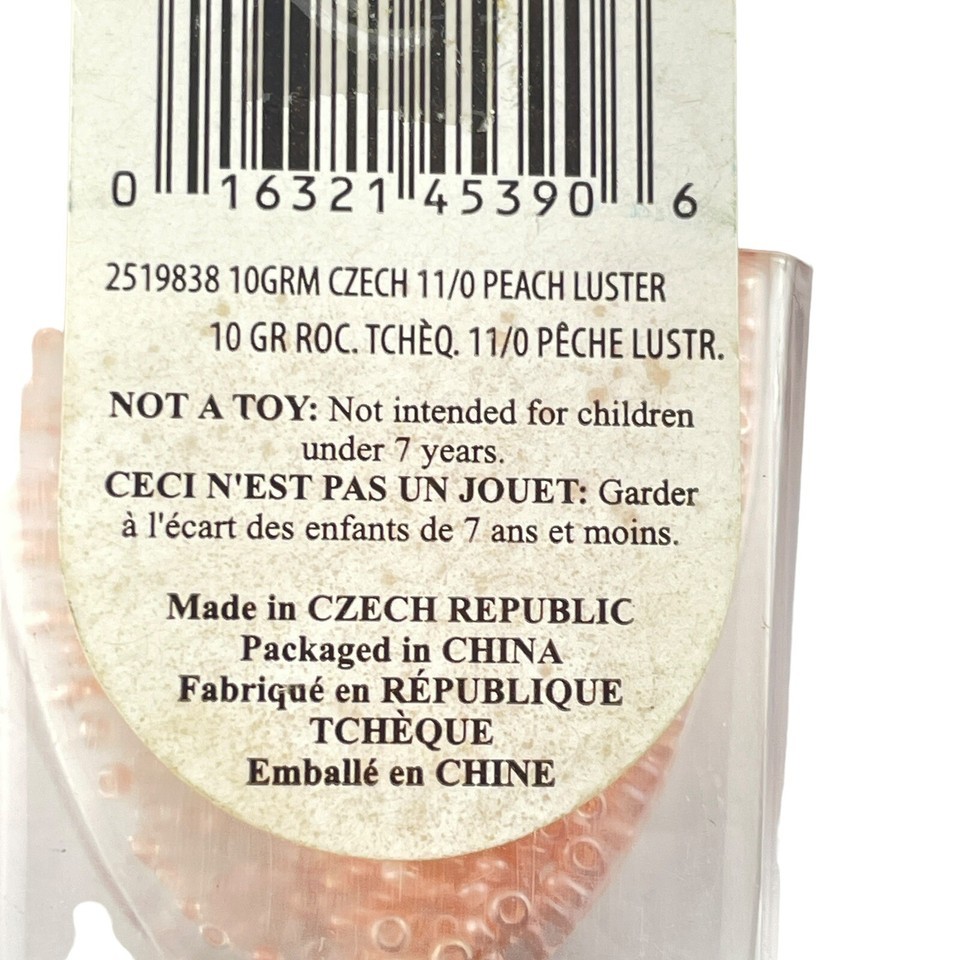 0 16321 45390 6
2519838 10GRM CZECH 11/0 PEACH LUSTER
10 GR ROC. TCHÈQ. 11/0 PÊCHE LUSTR.
NOT A TOY: Not intended for children
under 7 years.
CECI N'EST PAS UN JOUET: Garder
à l'écart des enfants de 7 ans et moins.
Made in CZECH REPUBLIC
Packaged in CHINA
Fabriqué en RÉPUBLIQUE
TCHÈQUE
Emballé en CHINE